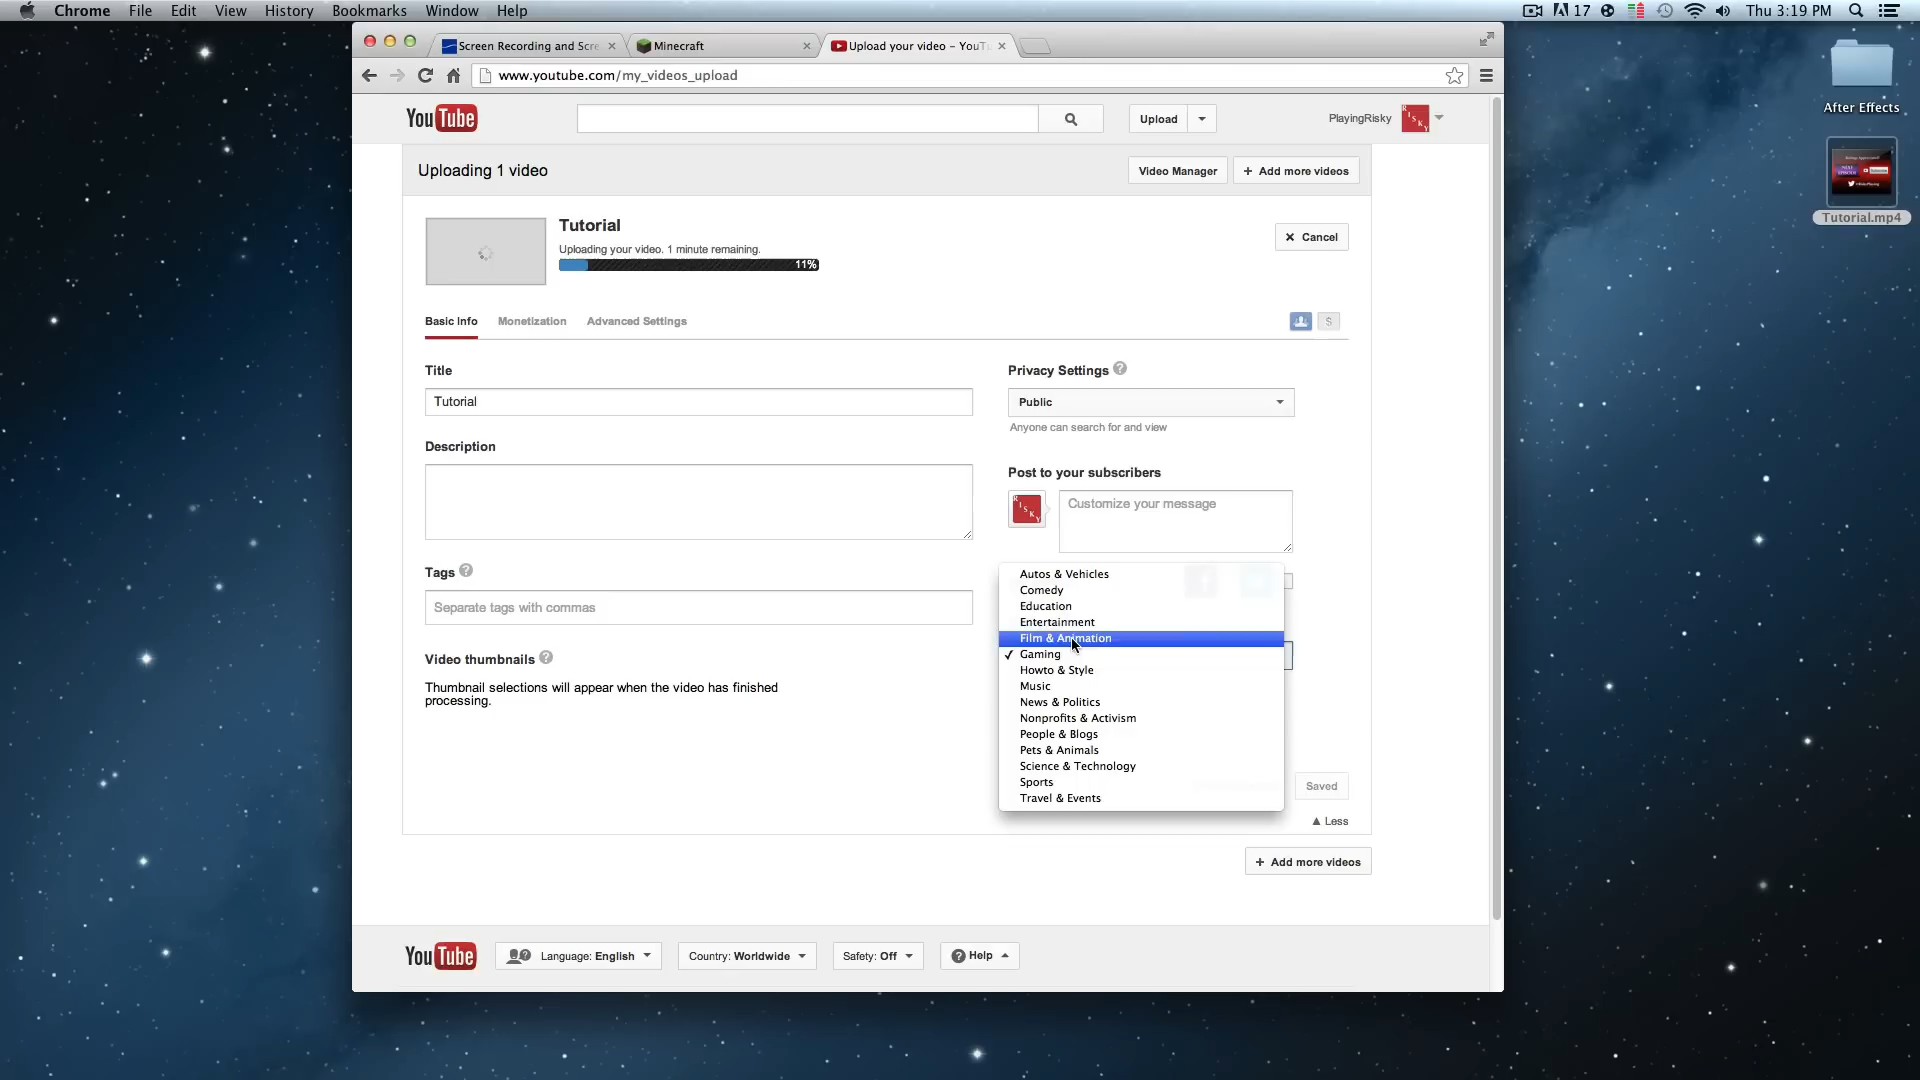 Chrome File Edit View History Bookmarks Window Help
17 Thu 3:19 PM
Screen Recording and Scre
Minecraft
Upload your video - YouT
www.youtube.com/my_videos_upload
YouTube
Upload
PlayingRisky
RISKY
Uploading 1 video
Video Manager
+ Add more videos
Tutorial
Uploading your video. 1 minute remaining.
11%
× Cancel
Basic Info
Monetization
Advanced Settings
$
Title
Tutorial
Description
Tags ?
Separate tags with commas
Video thumbnails ?
Thumbnail selections will appear when the video has finished
processing.
Privacy Settings ?
Public
Anyone can search for and view
Post to your subscribers
RISKY
Customize your message
Autos & Vehicles
Comedy
Education
Entertainment
Film & Animation
✓ Gaming
Howto & Style
Music
News & Politics
Nonprofits & Activism
People & Blogs
Pets & Animals
Science & Technology
Sports
Travel & Events
Saved
▲ Less
+ Add more videos
YouTube
Language: English
Country: Worldwide
Safety: Off
? Help
After Effects
Tutorial.mp4